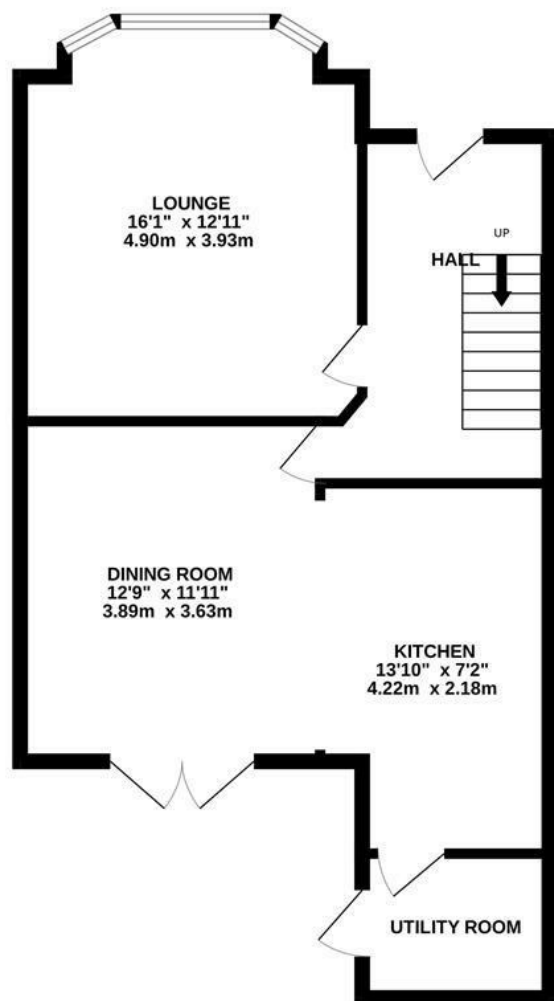 LOUNGE
16'1" x 12'11"
4.90m x 3.93m
UP
HALL
DINING ROOM
12'9" x 11'11"
3.89m x 3.63m
KITCHEN
13'10" x 7'2"
4.22m x 2.18m
UTILITY ROOM